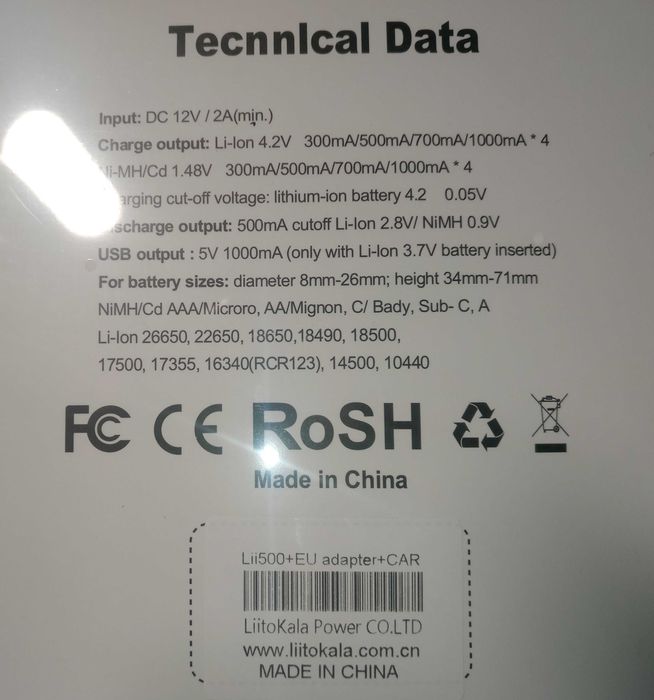 TecnnIcal Data
Input: DC 12V / 2A(min.)
Charge output: Li-Ion 4.2V 300mA/500mA/700mA/1000mA * 4
i-MH/Cd 1.48V 300mA/500mA/700mA/1000mA * 4
arging cut-off voltage: lithium-ion battery 4.2 0.05V
scharge output: 500mA cutoff Li-Ion 2.8V/ NiMH 0.9V
USB output : 5V 1000mA (only with Li-Ion 3.7V battery inserted)
For battery sizes: diameter 8mm-26mm; height 34mm-71mm
NiMH/Cd AAA/Microro, AA/Mignon, C/ Bady, Sub- C, A
Li-Ion 26650, 22650, 18650,18490, 18500,
17500, 17355, 16340(RCR123), 14500, 10440
FC CE RoSH
Made in China
Lii500+EU adapter+CAR
LiitoKala Power CO.LTD
www.liitokala.com.cn
MADE IN CHINA